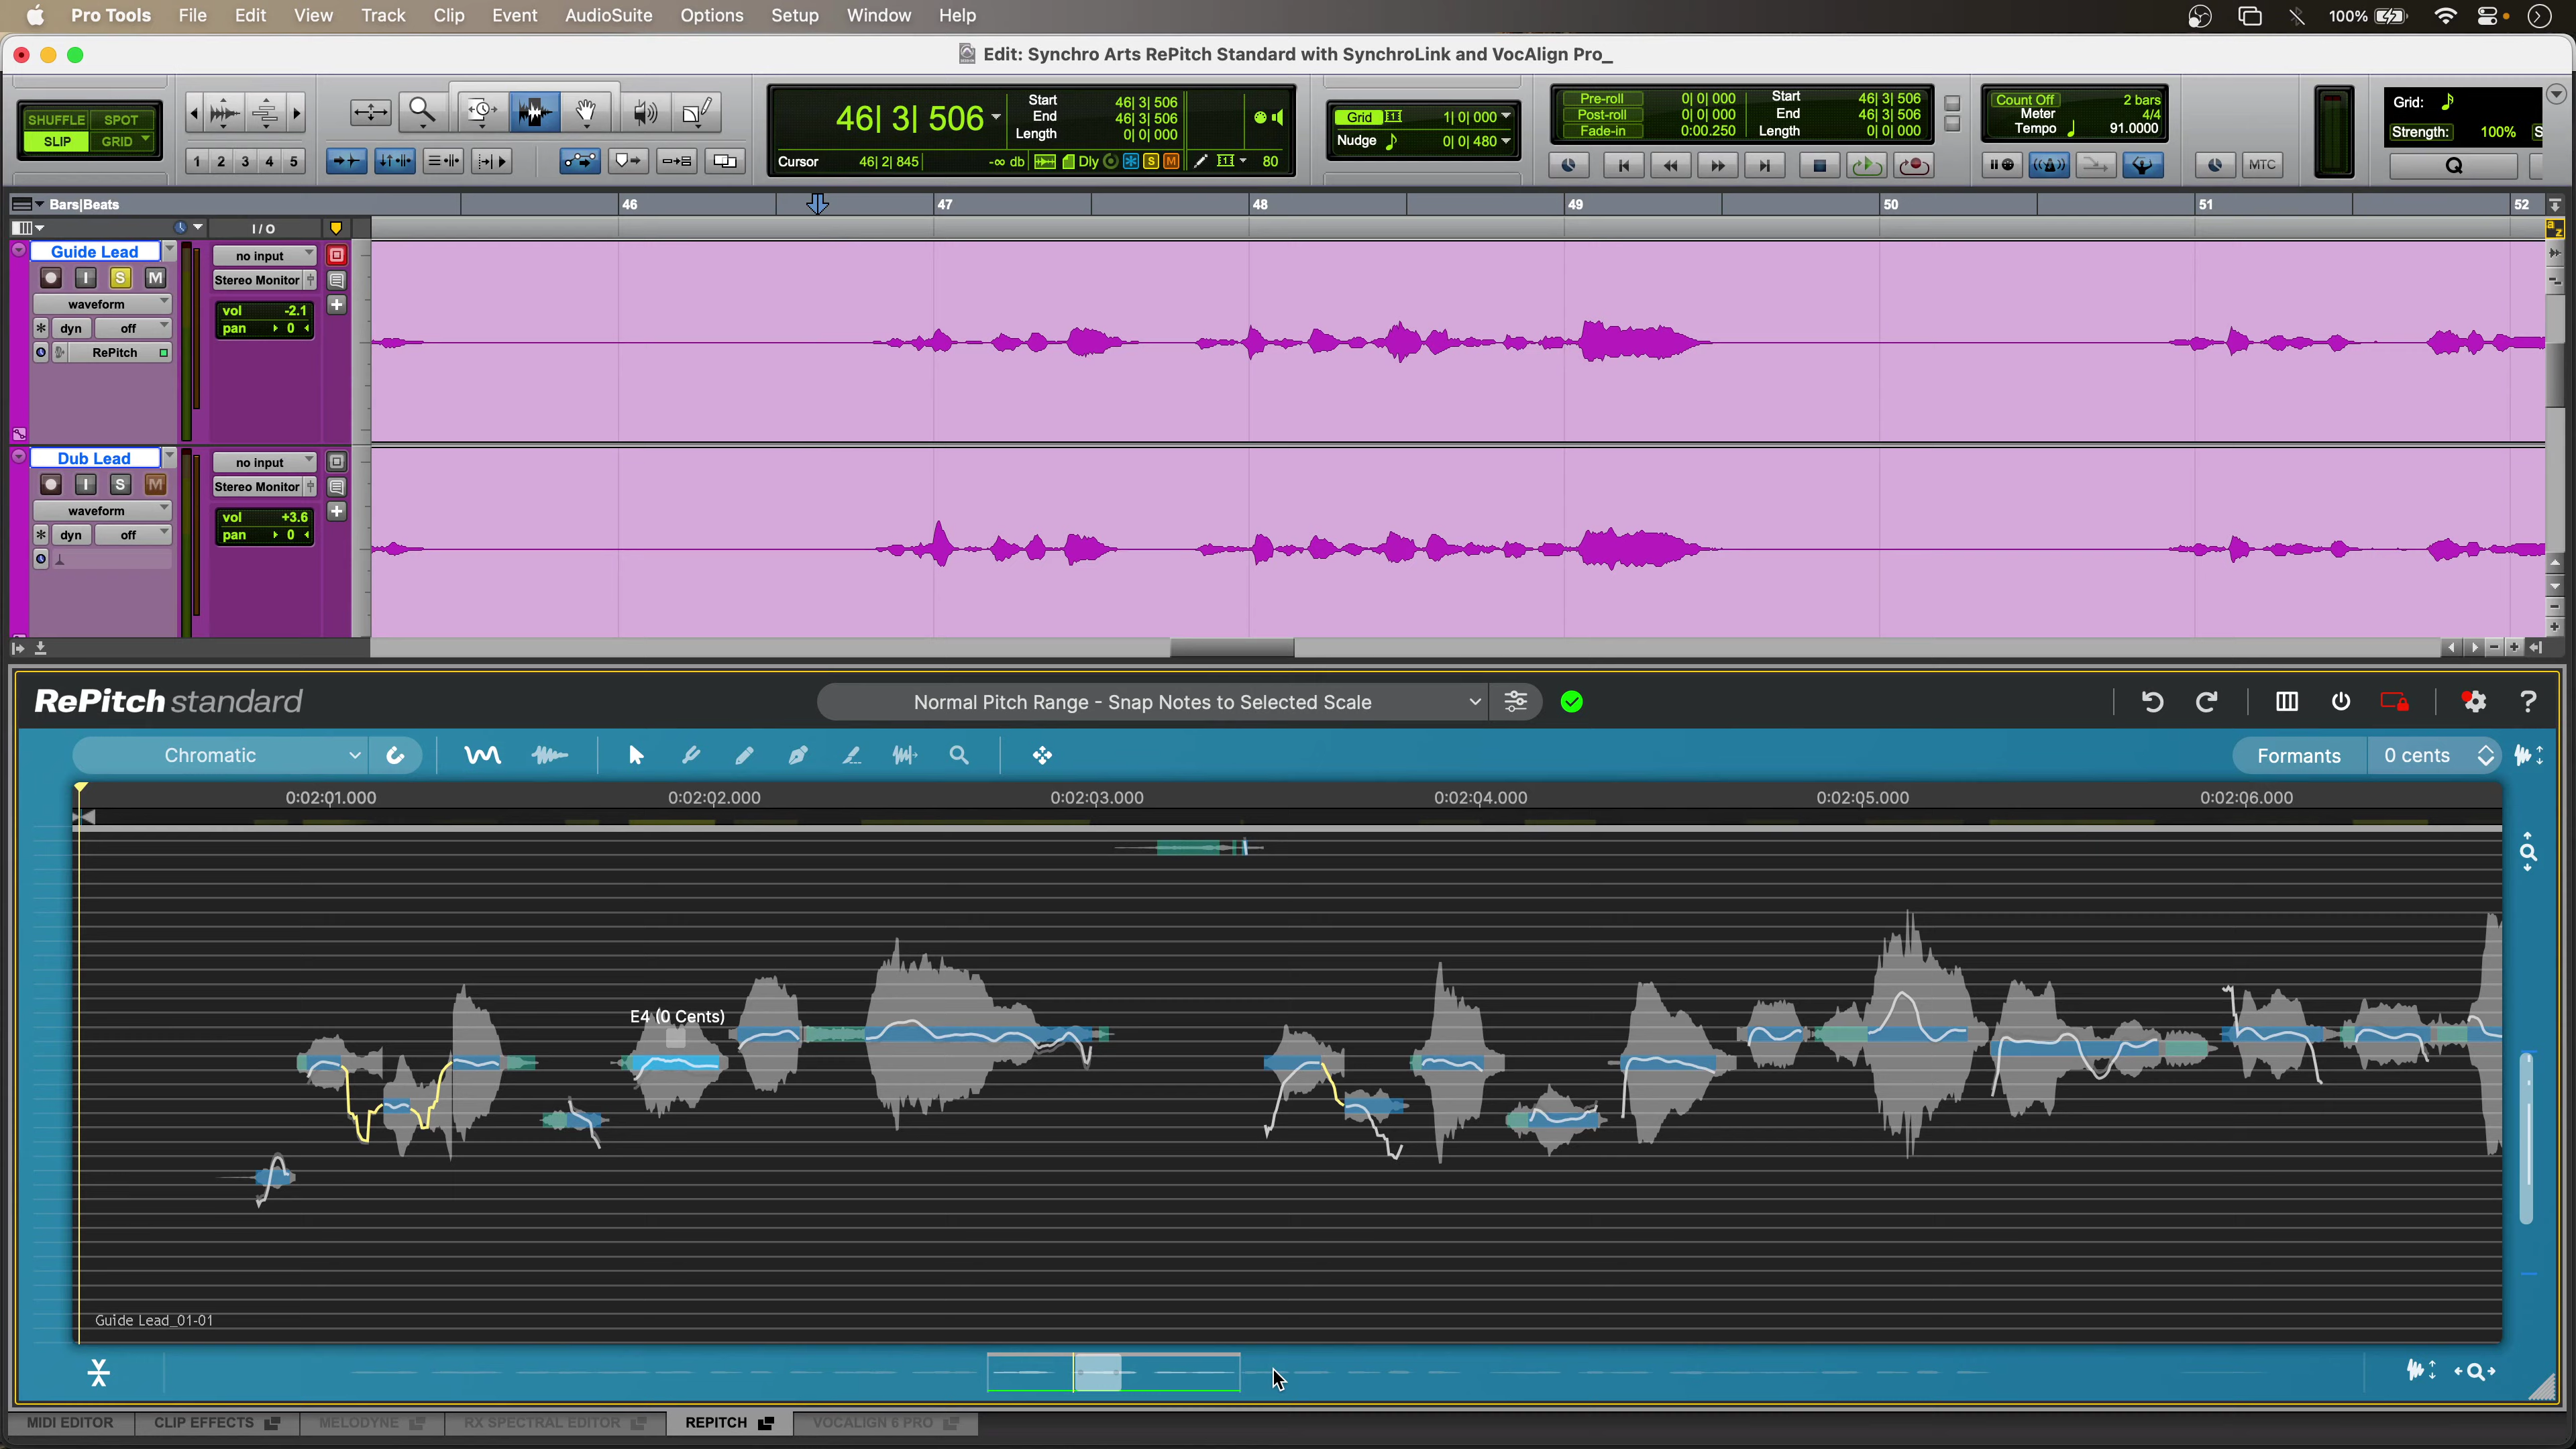 Pro Tools File Edit View Track Clip Event AudioSuite Options Setup Window Help 100%
Edit: Synchro Arts RePitch Standard with SynchroLink and VocAlign Pro_
SHUFFLE SPOT
SLIP GRID
1 2 3 4 5
46| 3| 506
Start 46| 3| 506
End 46| 3| 506
Length 0| 0| 000
Cursor 46| 2| 845 -∞ db Dly S M 80
Grid 1| 0| 000
Nudge 0| 0| 480
Pre-roll 0| 0| 000 Start 46| 3| 506
Post-roll 0| 0| 000 End 46| 3| 506
Fade-in 0:00.250 Length 0| 0| 000
Count Off 2 bars
Meter 4/4
Tempo 91.0000
MTC
Grid:
Strength: 100% S
Q
Bars|Beats 46 47 48 49 50 51 52
I / O
a z
Guide Lead no input
I S M Stereo Monitor
waveform
vol -2.1
dyn off pan 0
RePitch
Dub Lead no input
I S M Stereo Monitor
waveform
vol +3.6
dyn off pan 0
RePitch standard
Normal Pitch Range - Snap Notes to Selected Scale
?
Chromatic Formants 0 cents
0:02:01.000 0:02:02.000 0:02:03.000 0:02:04.000 0:02:05.000 0:02:06.000
E4 (0 Cents)
Guide Lead_01-01
MIDI EDITOR CLIP EFFECTS MELODYNE RX SPECTRAL EDITOR REPITCH VOCALIGN 6 PRO